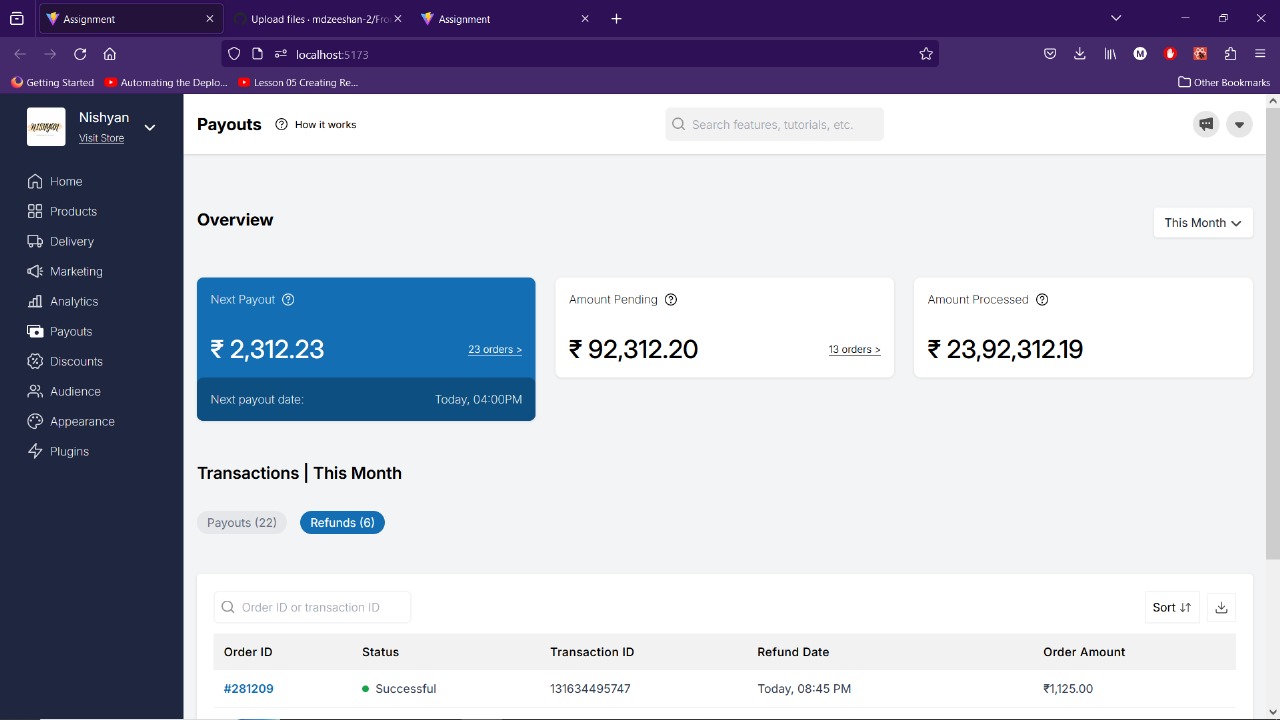 Assignment
Upload files · mdzeeshan-2/Fro
Assignment
localhost:5173
Getting Started
Automating the Deplo...
Lesson 05 Creating Re...
Other Bookmarks
NISHYAN
Nishyan
Visit Store
Payouts
How it works
Search features, tutorials, etc.
Home
Products
Delivery
Marketing
Analytics
Payouts
Discounts
Audience
Appearance
Plugins
Overview
This Month
Next Payout
₹ 2,312.23
23 orders >
Next payout date:
Today, 04:00PM
Amount Pending
₹ 92,312.20
13 orders >
Amount Processed
₹ 23,92,312.19
Transactions | This Month
Payouts (22)
Refunds (6)
Order ID or transaction ID
Sort
Order ID Status Transaction ID Refund Date Order Amount
#281209 Successful 131634495747 Today, 08:45 PM ₹1,125.00